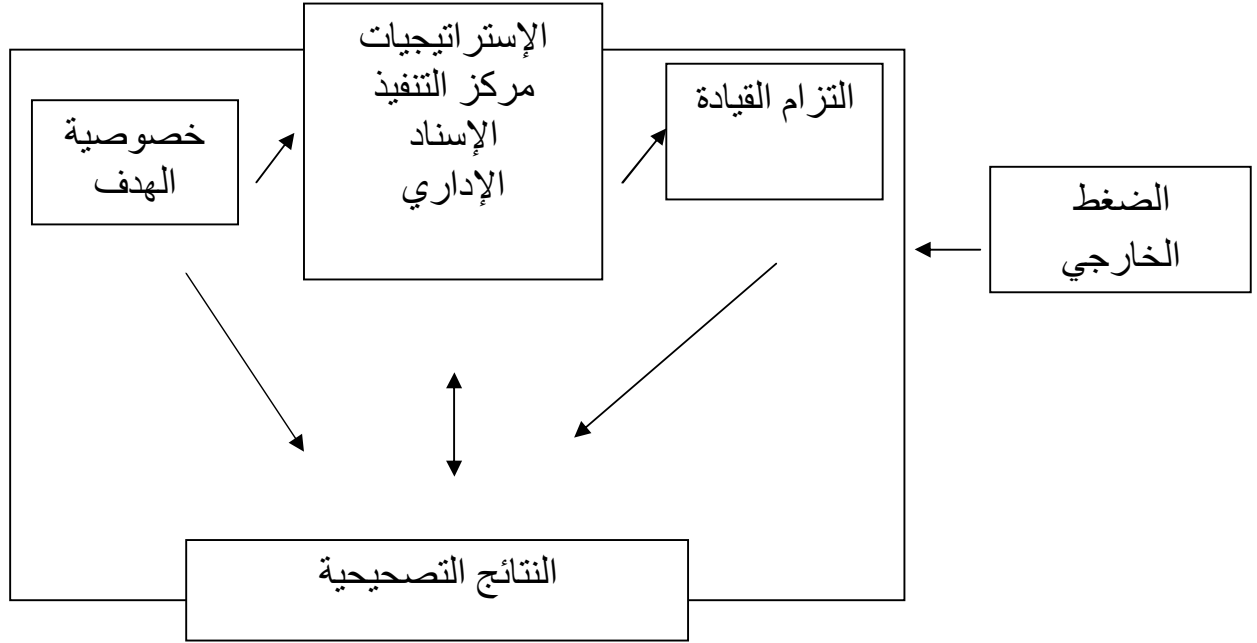 الإستراتيجيات
مركز التنفيذ
الإسناد
الإداري
التزام القيادة
خصوصية
الهدف
الضغط
الخارجي
النتائج التصحيحية